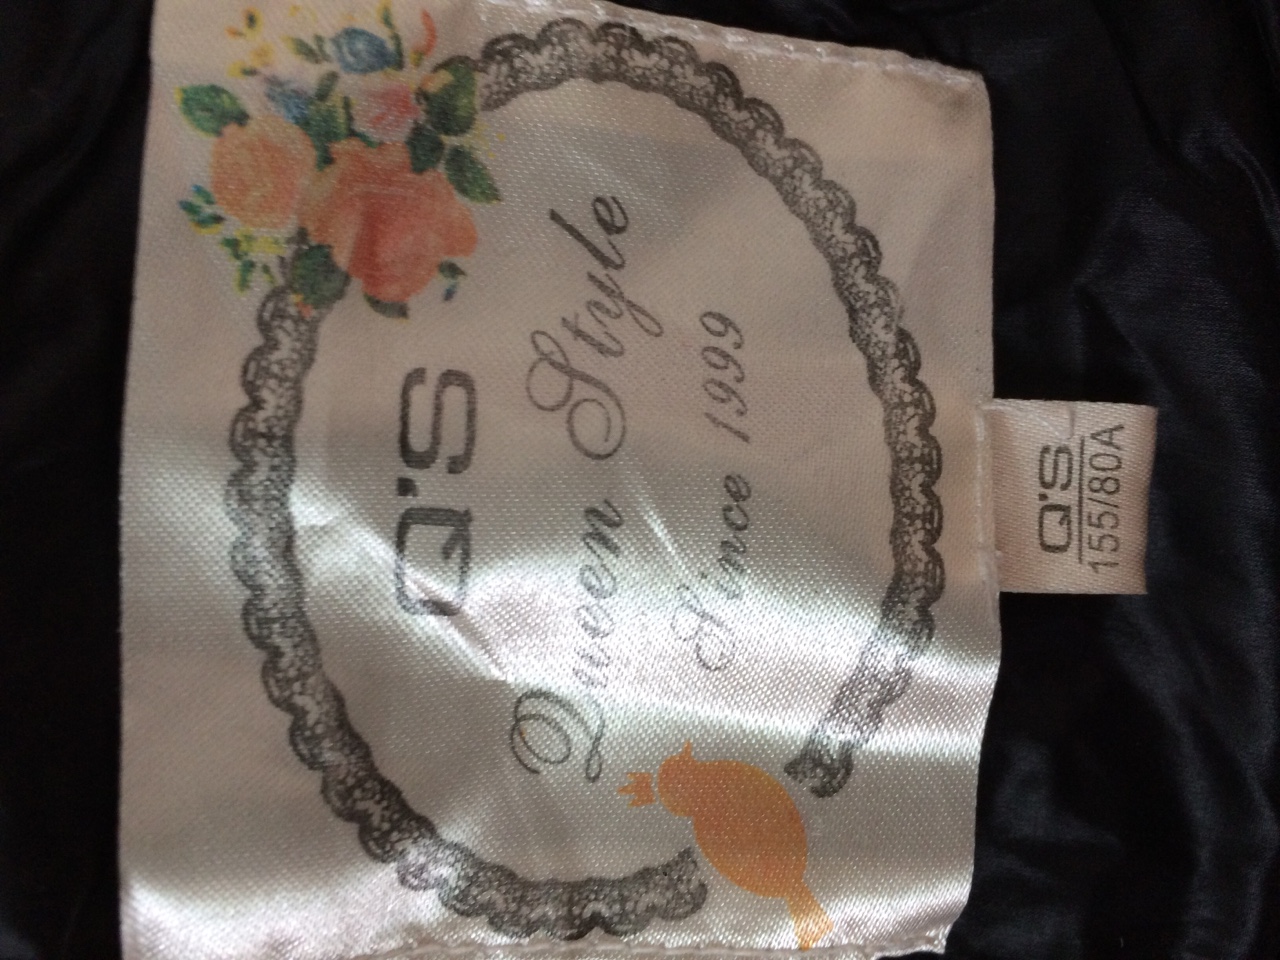 Q'S
Queen Style
Since 1999
Q'S
155/80A